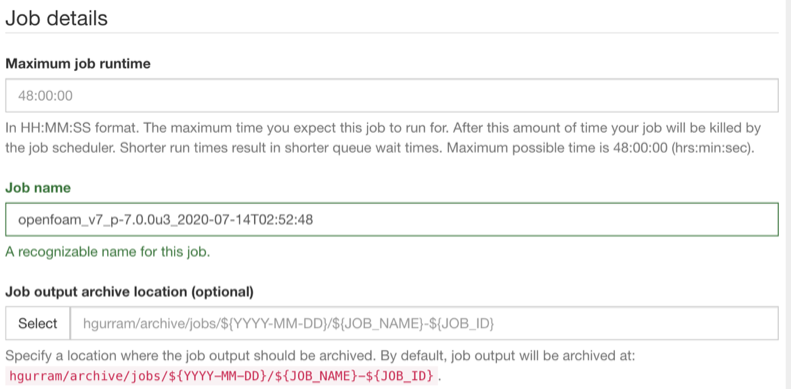 Job details
Maximum job runtime
48:00:00
In HH:MM:SS format. The maximum time you expect this job to run for. After this amount of time your job will be killed by
the job scheduler. Shorter run times result in shorter queue wait times. Maximum possible time is 48:00:00 (hrs:min:sec).
Job name
openfoam_v7_p-7.0.0u3_2020-07-14T02:52:48
A recognizable name for this job.
Job output archive location (optional)
Select hgurram/archive/jobs/${YYYY-MM-DD}/${JOB_NAME}-${JOB_ID}
Specify a location where the job output should be archived. By default, job output will be archived at:
hgurram/archive/jobs/${YYYY-MM-DD}/${JOB_NAME}-${JOB_ID}.